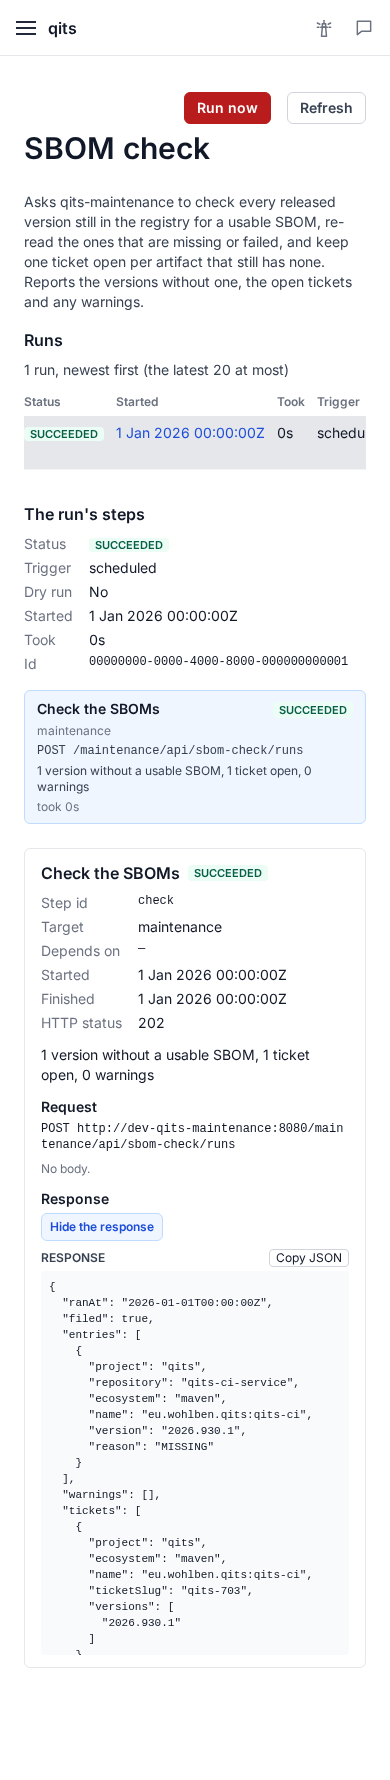 qits
Run now
Refresh
SBOM check
Asks qits-maintenance to check every released
version still in the registry for a usable SBOM, re-
read the ones that are missing or failed, and keep
one ticket open per artifact that still has none.
Reports the versions without one, the open tickets
and any warnings.
Runs
1 run, newest first (the latest 20 at most)
Status Started Took Trigger
SUCCEEDED 1 Jan 2026 00:00:00Z 0s schedu
The run's steps
Status SUCCEEDED
Trigger scheduled
Dry run No
Started 1 Jan 2026 00:00:00Z
Took 0s
Id 00000000-0000-4000-8000-000000000001
Check the SBOMs SUCCEEDED
maintenance
POST /maintenance/api/sbom-check/runs
1 version without a usable SBOM, 1 ticket open, 0
warnings
took 0s
Check the SBOMs SUCCEEDED
Step id check
Target maintenance
Depends on —
Started 1 Jan 2026 00:00:00Z
Finished 1 Jan 2026 00:00:00Z
HTTP status 202
1 version without a usable SBOM, 1 ticket
open, 0 warnings
Request
POST http://dev-qits-maintenance:8080/main
tenance/api/sbom-check/runs
No body.
Response
Hide the response
RESPONSE Copy JSON
{
  "ranAt": "2026-01-01T00:00:00Z",
  "filed": true,
  "entries": [
    {
      "project": "qits",
      "repository": "qits-ci-service",
      "ecosystem": "maven",
      "name": "eu.wohlben.qits:qits-ci",
      "version": "2026.930.1",
      "reason": "MISSING"
    }
  ],
  "warnings": [],
  "tickets": [
    {
      "project": "qits",
      "ecosystem": "maven",
      "name": "eu.wohlben.qits:qits-ci",
      "ticketSlug": "qits-703",
      "versions": [
        "2026.930.1"
      ]
    }